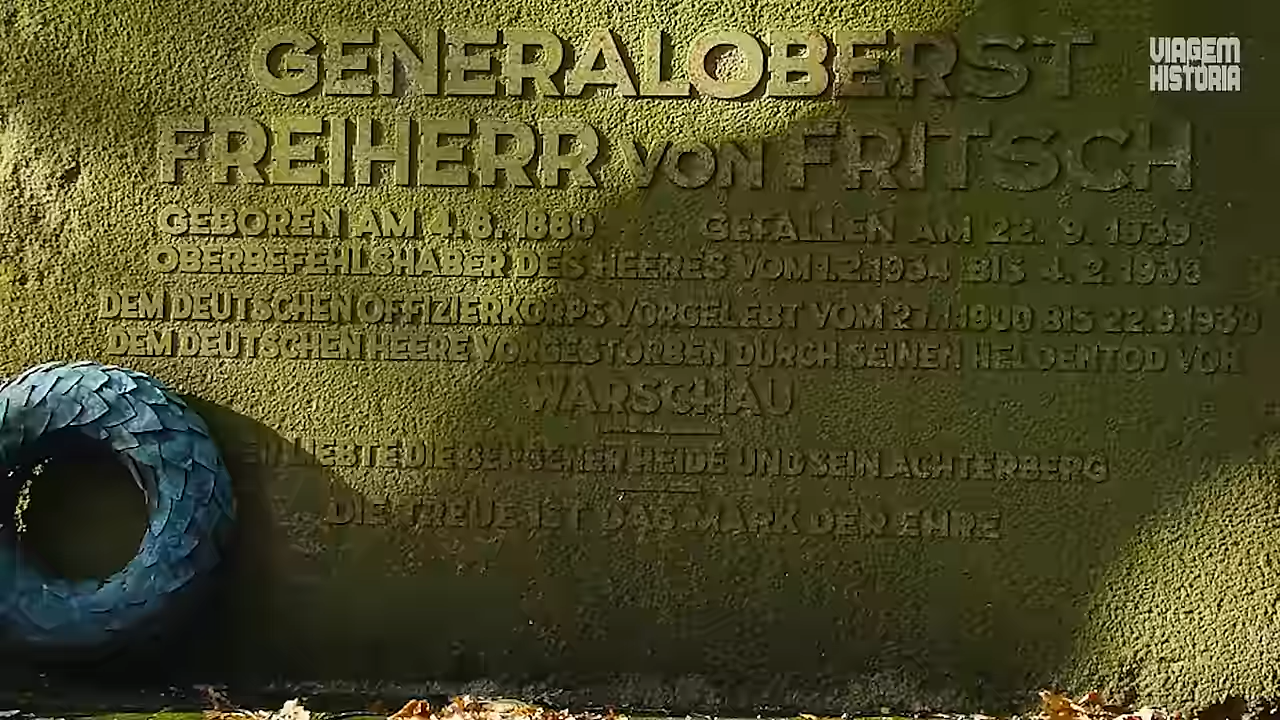 GENERALOBERST
FREIHERR VON FRITSCH
GEBOREN AM 4. 8. 1880 GEFALLEN AM 22. 9. 1939
OBERBEFEHLSHABER DES HEERES VOM 1.2.1934 BIS 4. 2. 1938
DEM DEUTSCHEN OFFIZIERKORPS VORGELEBT VOM 21.9.1900 BIS 22.9.1939
DEM DEUTSCHEN HEERE VORGESTORBEN DURCH SEINEN HELDENTOD VOR
WARSCHAU
LIEBTE DIE BERGENER HEIDE UND SEIN ACHTERBERG
DIE TREUE IST DAS MARK DER EHRE
VIAGEM
HISTÓRIA